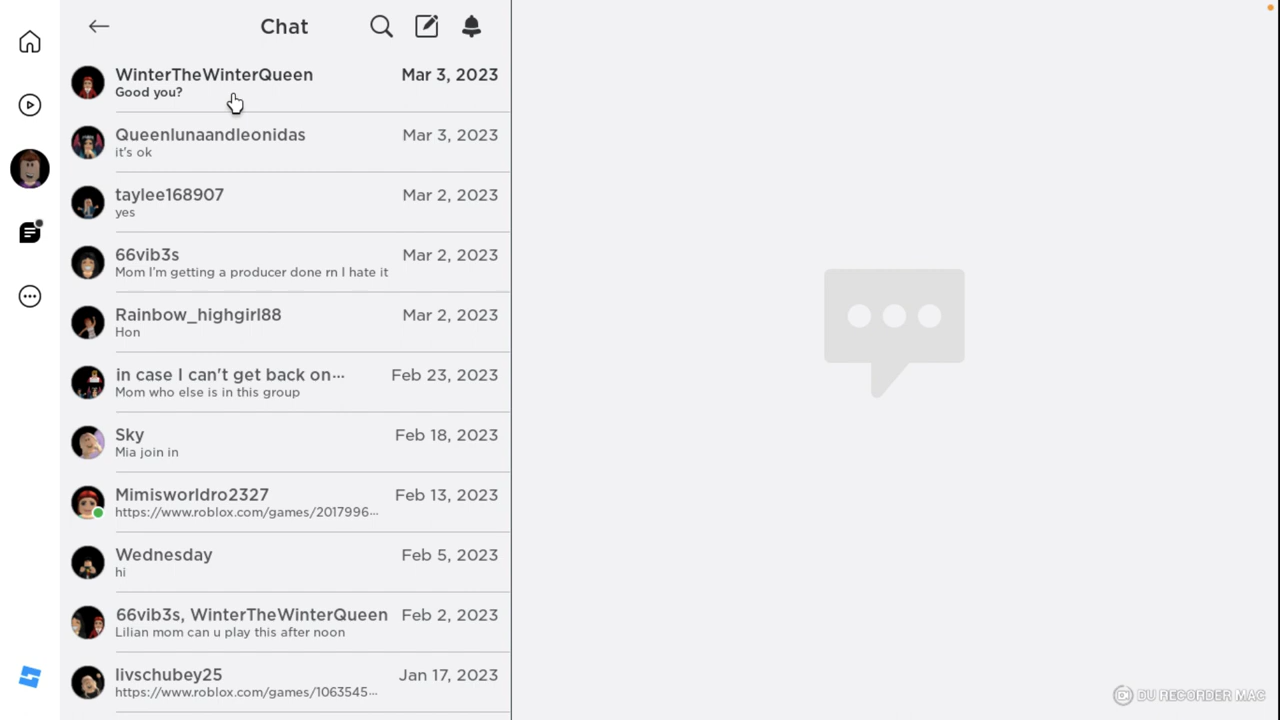 Chat
WinterTheWinterQueen Mar 3, 2023
Good you?
Queenlunaandleonidas Mar 3, 2023
it's ok
taylee168907 Mar 2, 2023
yes
66vib3s Mar 2, 2023
Mom I'm getting a producer done rn I hate it
Rainbow_highgirl88 Mar 2, 2023
Hon
in case I can't get back on... Feb 23, 2023
Mom who else is in this group
Sky Feb 18, 2023
Mia join in
Mimisworldro2327 Feb 13, 2023
https://www.roblox.com/games/2017996...
Wednesday Feb 5, 2023
hi
66vib3s, WinterTheWinterQueen Feb 2, 2023
Lilian mom can u play this after noon
livschubey25 Jan 17, 2023
https://www.roblox.com/games/1063545...
DU RECORDER MAC